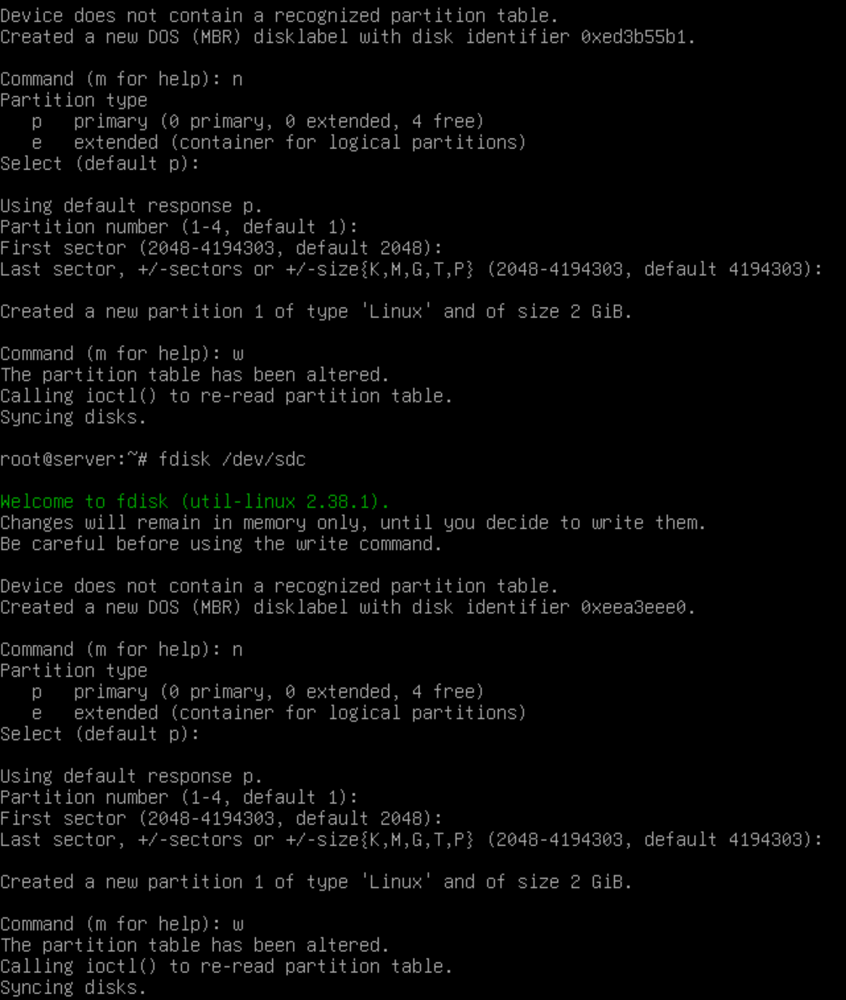 Device does not contain a recognized partition table.
Created a new DOS (MBR) disklabel with disk identifier 0xed3b55b1.

Command (m for help): n
Partition type
   p   primary (0 primary, 0 extended, 4 free)
   e   extended (container for logical partitions)
Select (default p):

Using default response p.
Partition number (1-4, default 1):
First sector (2048-4194303, default 2048):
Last sector, +/-sectors or +/-size{K,M,G,T,P} (2048-4194303, default 4194303):

Created a new partition 1 of type 'Linux' and of size 2 GiB.

Command (m for help): w
The partition table has been altered.
Calling ioctl() to re-read partition table.
Syncing disks.

root@server:~# fdisk /dev/sdc

Welcome to fdisk (util-linux 2.38.1).
Changes will remain in memory only, until you decide to write them.
Be careful before using the write command.

Device does not contain a recognized partition table.
Created a new DOS (MBR) disklabel with disk identifier 0xeea3eee0.

Command (m for help): n
Partition type
   p   primary (0 primary, 0 extended, 4 free)
   e   extended (container for logical partitions)
Select (default p):

Using default response p.
Partition number (1-4, default 1):
First sector (2048-4194303, default 2048):
Last sector, +/-sectors or +/-size{K,M,G,T,P} (2048-4194303, default 4194303):

Created a new partition 1 of type 'Linux' and of size 2 GiB.

Command (m for help): w
The partition table has been altered.
Calling ioctl() to re-read partition table.
Syncing disks.